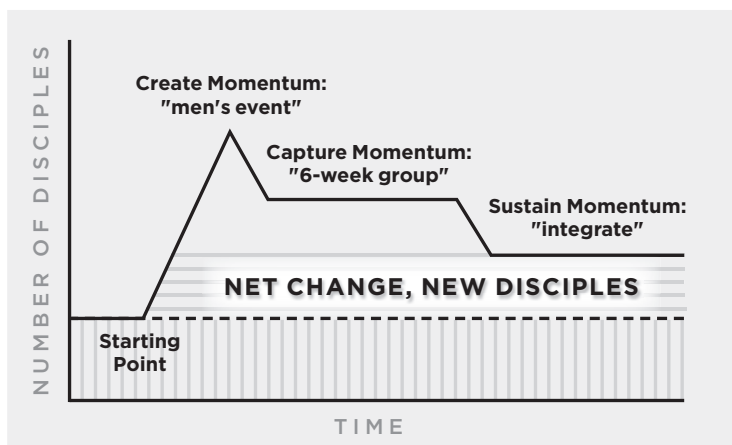 NUMBER OF DISCIPLES
Create Momentum:
"men's event"
Capture Momentum:
"6-week group"
Sustain Momentum:
"integrate"
NET CHANGE, NEW DISCIPLES
Starting
Point
TIME